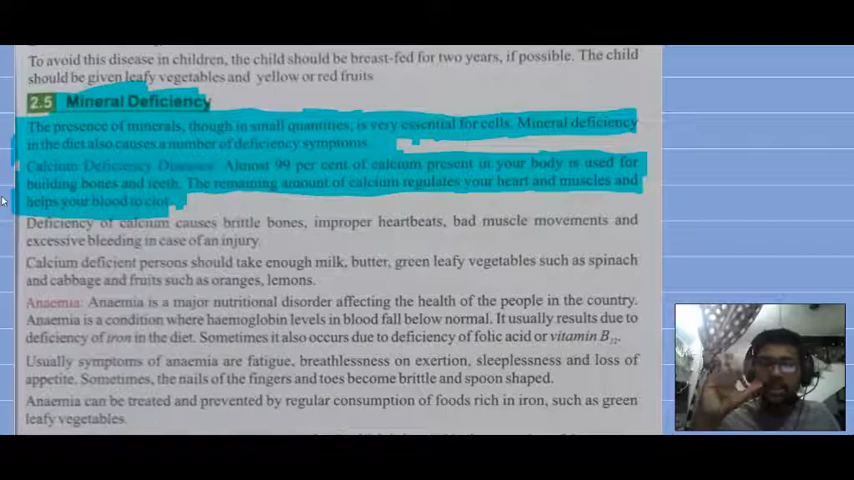 To avoid this disease in children, the child should be breast-fed for two years, if possible. The child
should be given leafy vegetables and yellow or red fruits
2.5 Mineral Deficiency
The presence of minerals, though in small quantities, is very essential for cells. Mineral deficiency
in the diet also causes a number of deficiency symptoms.
Calcium Deficiency Diseases: Almost 99 per cent of calcium present in your body is used for
building bones and teeth. The remaining amount of calcium regulates your heart and muscles and
helps your blood to clot.
Deficiency of calcium causes brittle bones, improper heartbeats, bad muscle movements and
excessive bleeding in case of an injury.
Calcium deficient persons should take enough milk, butter, green leafy vegetables such as spinach
and cabbage and fruits such as oranges, lemons.
Anaemia: Anaemia is a major nutritional disorder affecting the health of the people in the country.
Anaemia is a condition where haemoglobin levels in blood fall below normal. It usually results due to
deficiency of iron in the diet. Sometimes it also occurs due to deficiency of folic acid or vitamin B12.
Usually symptoms of anaemia are fatigue, breathlessness on exertion, sleeplessness and loss of
appetite. Sometimes, the nails of the fingers and toes become brittle and spoon shaped.
Anaemia can be treated and prevented by regular consumption of foods rich in iron, such as green
leafy vegetables.